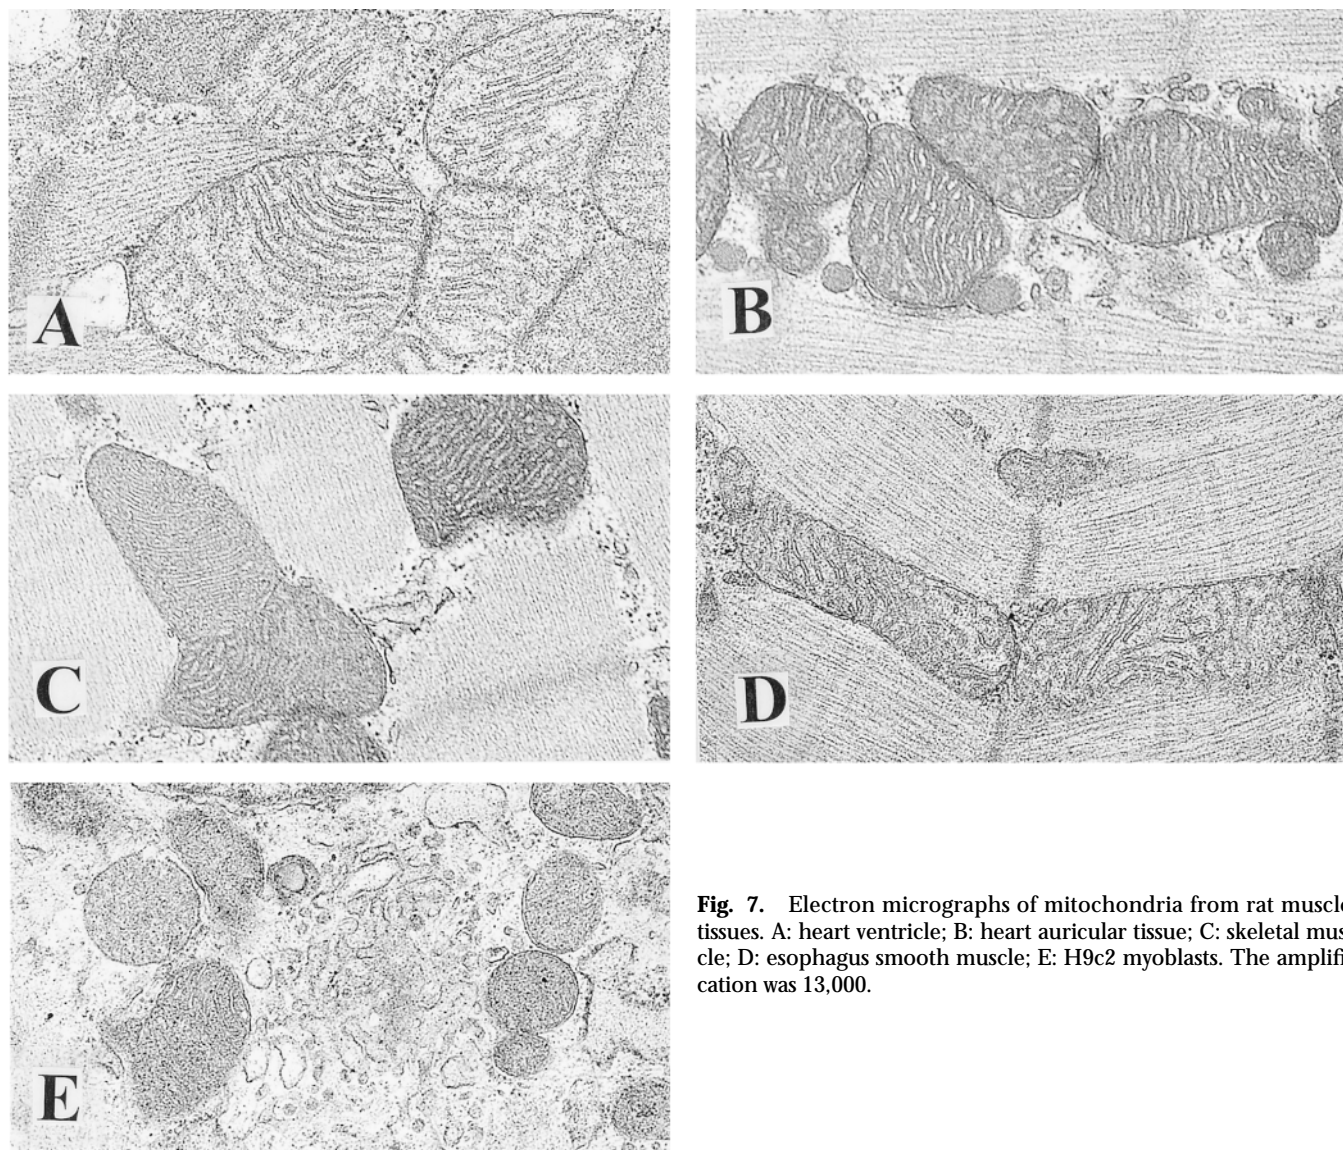 A
B
C
D
E
Fig. 7. Electron micrographs of mitochondria from rat muscle
tissues. A: heart ventricle; B: heart auricular tissue; C: skeletal mus
cle; D: esophagus smooth muscle; E: H9c2 myoblasts. The amplifi
cation was 13,000.